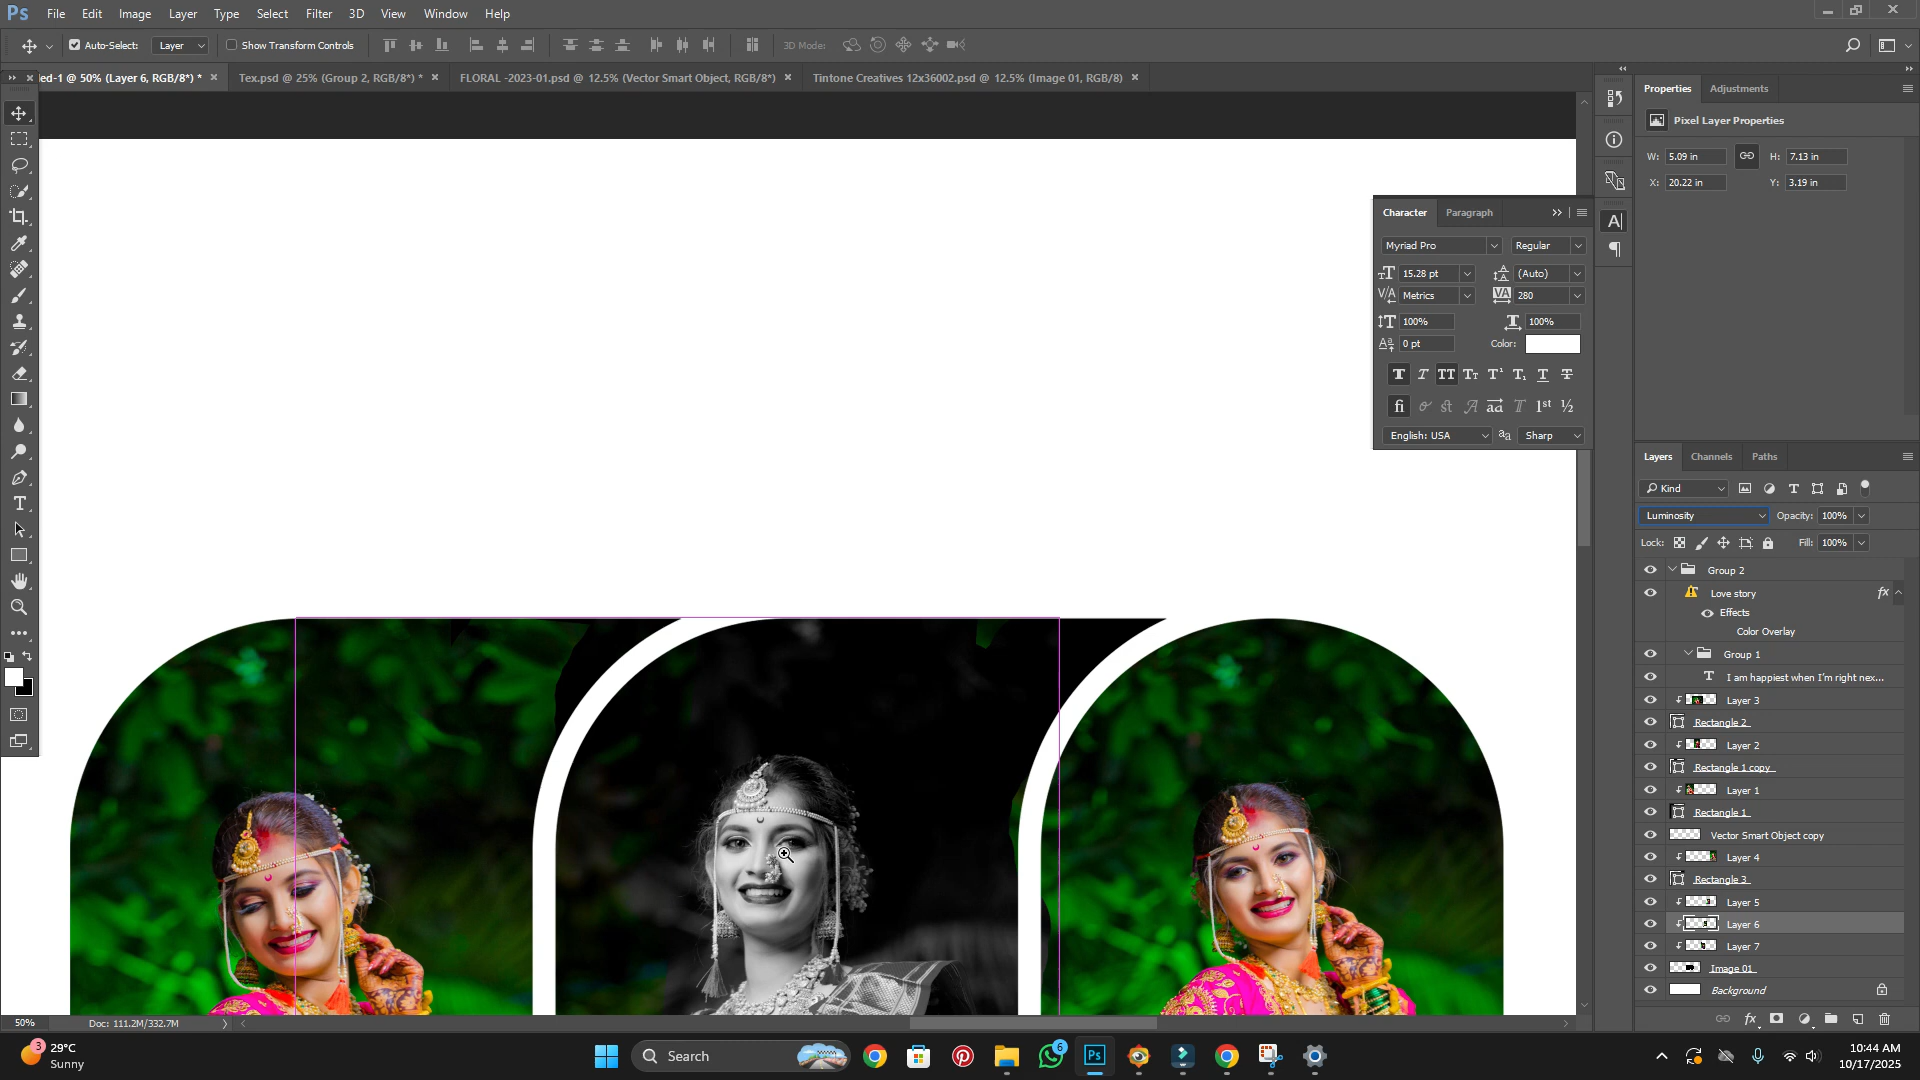 Ps File Edit Image Layer Type Select Filter 3D View Window Help
Auto-Select: Layer Show Transform Controls 3D Mode:
led-1 @ 50% (Layer 6, RGB/8*) * Tex.psd @ 25% (Group 2, RGB/8*) * FLORAL -2023-01.psd @ 12.5% (Vector Smart Object, RGB/8*) Tintone Creatives 12x36002.psd @ 12.5% (Image 01, RGB/8)
Properties Adjustments
Pixel Layer Properties
W: 5.09 in H: 7.13 in
X: 20.22 in Y: 3.19 in
Character Paragraph
Myriad Pro Regular
15.28 pt (Auto)
Metrics 280
100% 100%
0 pt Color:
English: USA Sharp
Layers Channels Paths
Kind
Luminosity Opacity: 100%
Lock: Fill: 100%
Group 2
Love story fx
Effects
Color Overlay
Group 1
I am happiest when I'm right nex...
Layer 3
Rectangle 2
Layer 2
Rectangle 1 copy
Layer 1
Rectangle 1
Vector Smart Object copy
Layer 4
Rectangle 3
Layer 5
Layer 6
Layer 7
Image 01
Background
50% Doc: 111.2M/332.7M
3 29°C
Sunny
Search
6
Ps
10:44 AM
10/17/2025